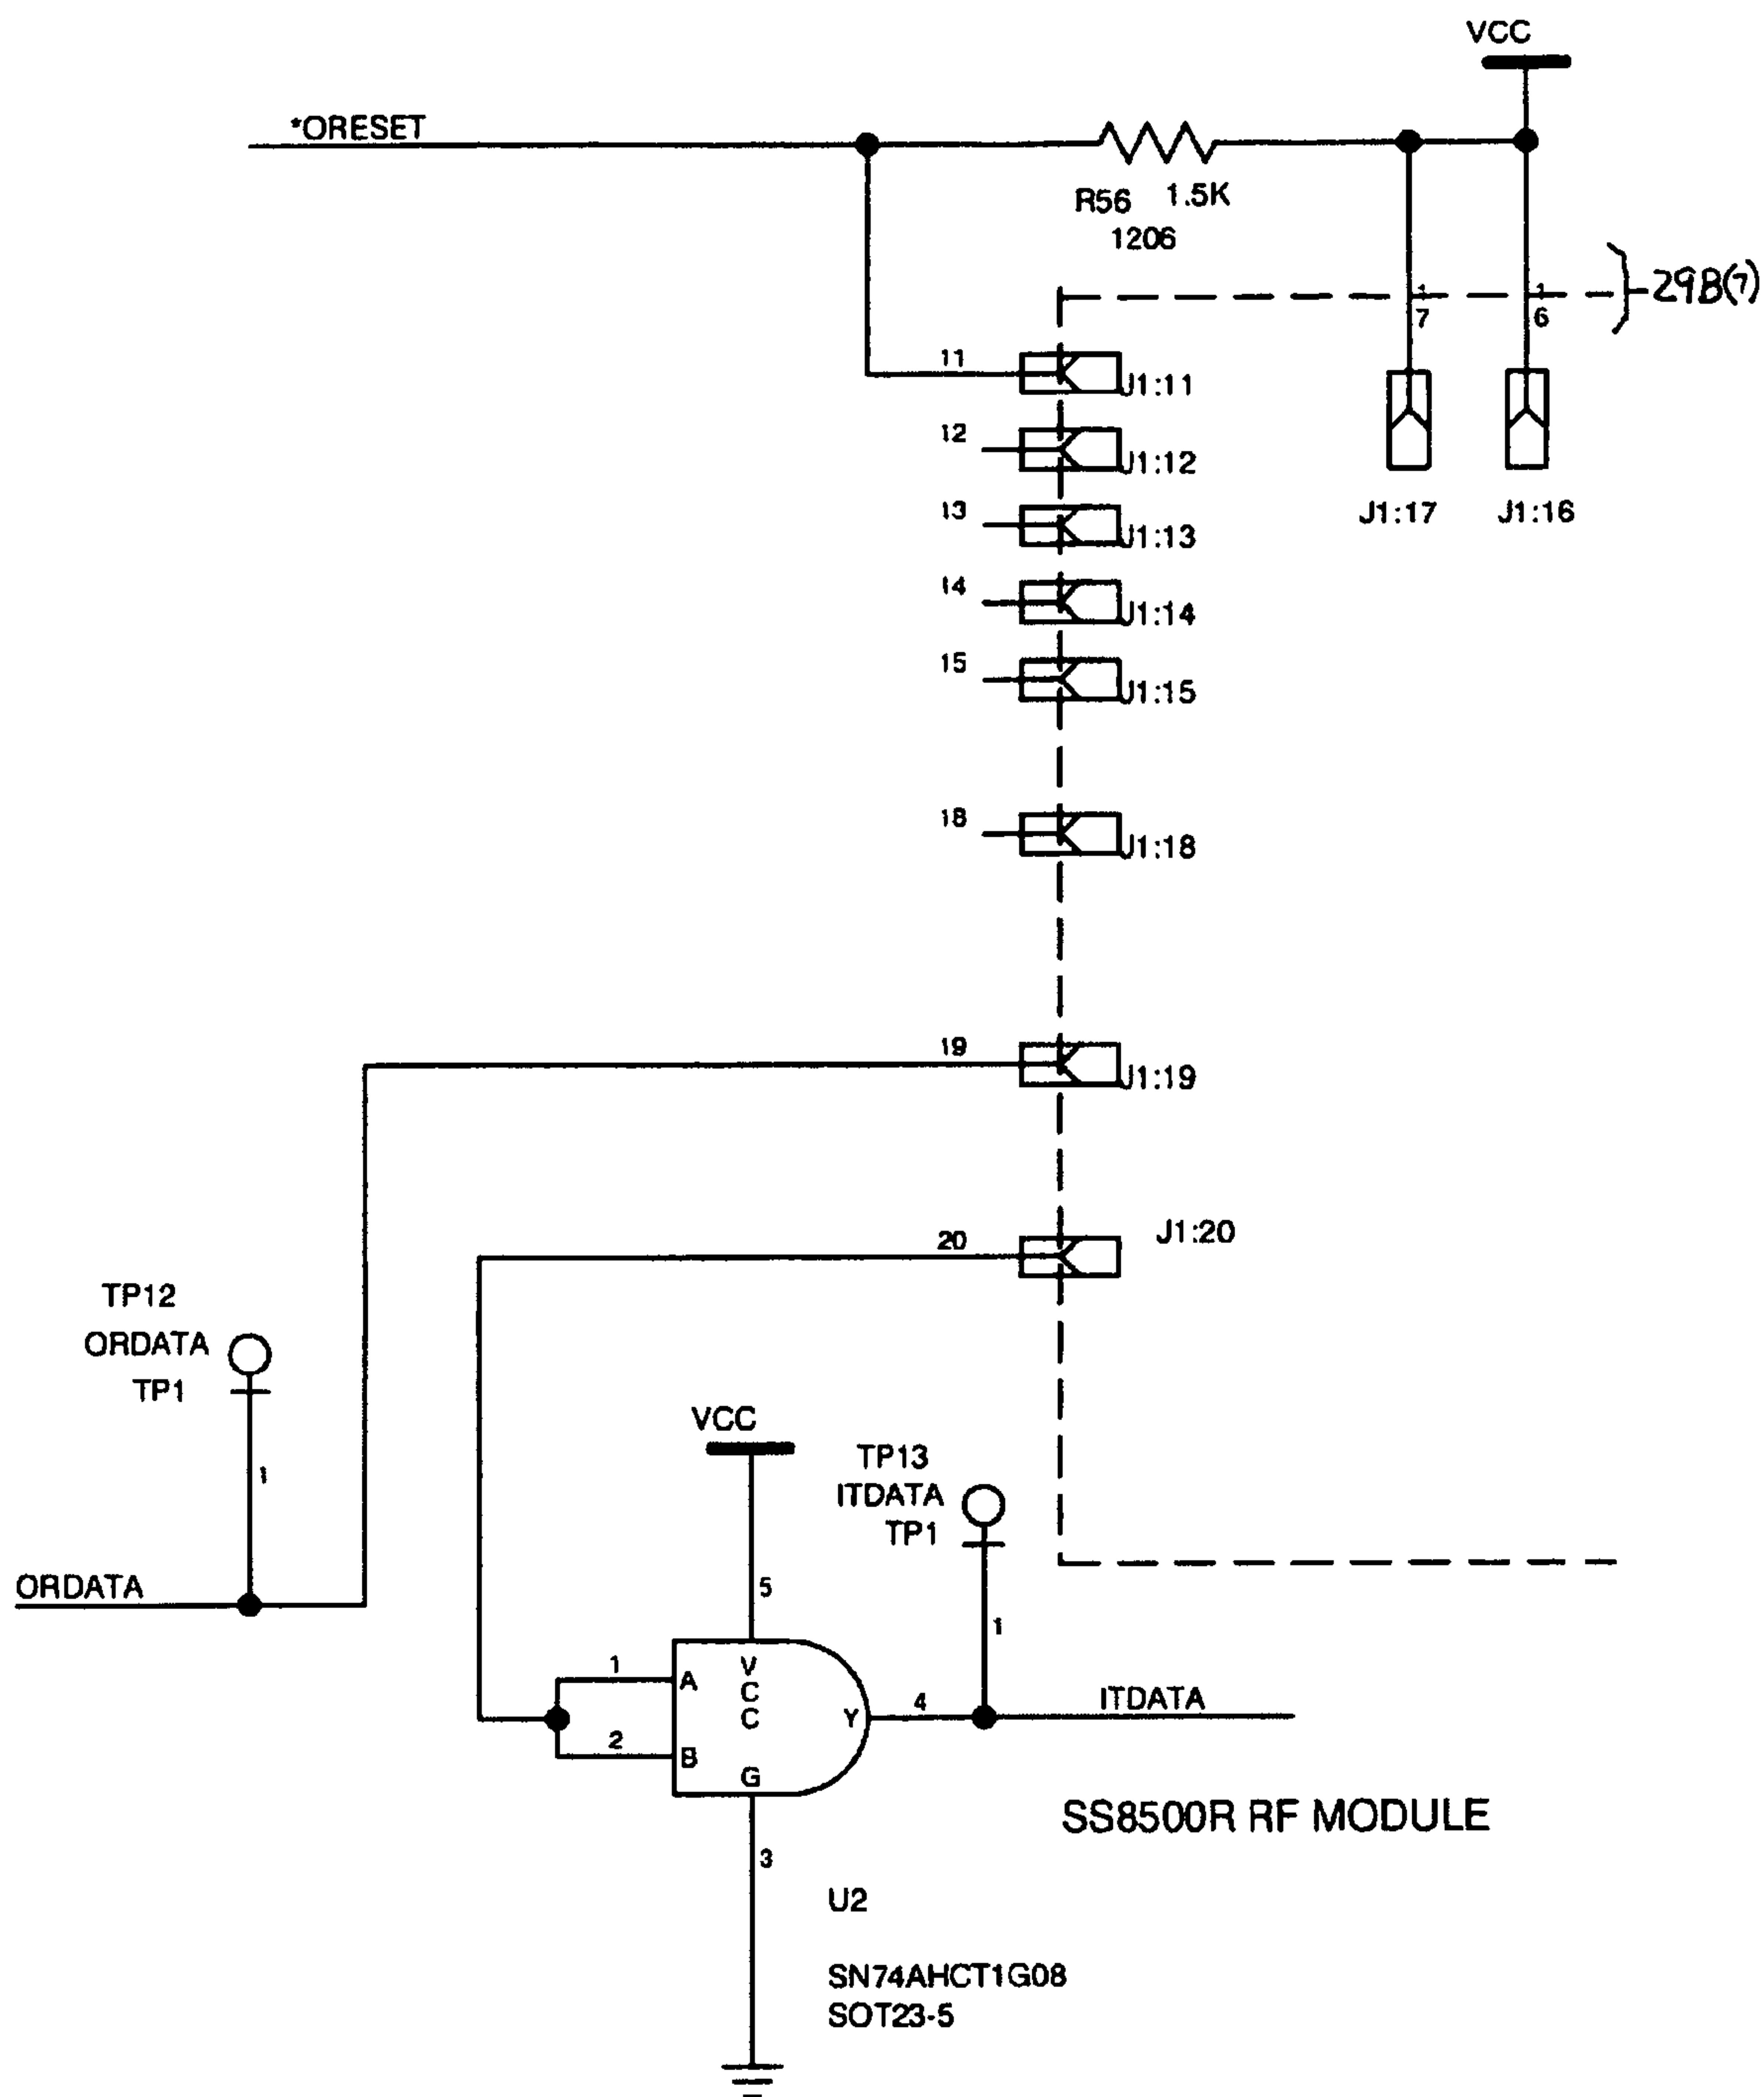 VCC
*ORESET
R56 1.5K
1206
29B(7)
1
7
1
6
11
J1:11
12
J1:12
13
J1:13
J1:17
J1:16
14
J1:14
15
J1:15
18
J1:18
19
J1:19
20
J1:20
TP12
ORDATA
TP1
1
VCC
TP13
ITDATA
TP1
ORDATA
5
1
1
A
V
C
C
Y
4
ITDATA
2
B
G
SS8500R RF MODULE
3
U2
SN74AHCT1G08
SOT23-5